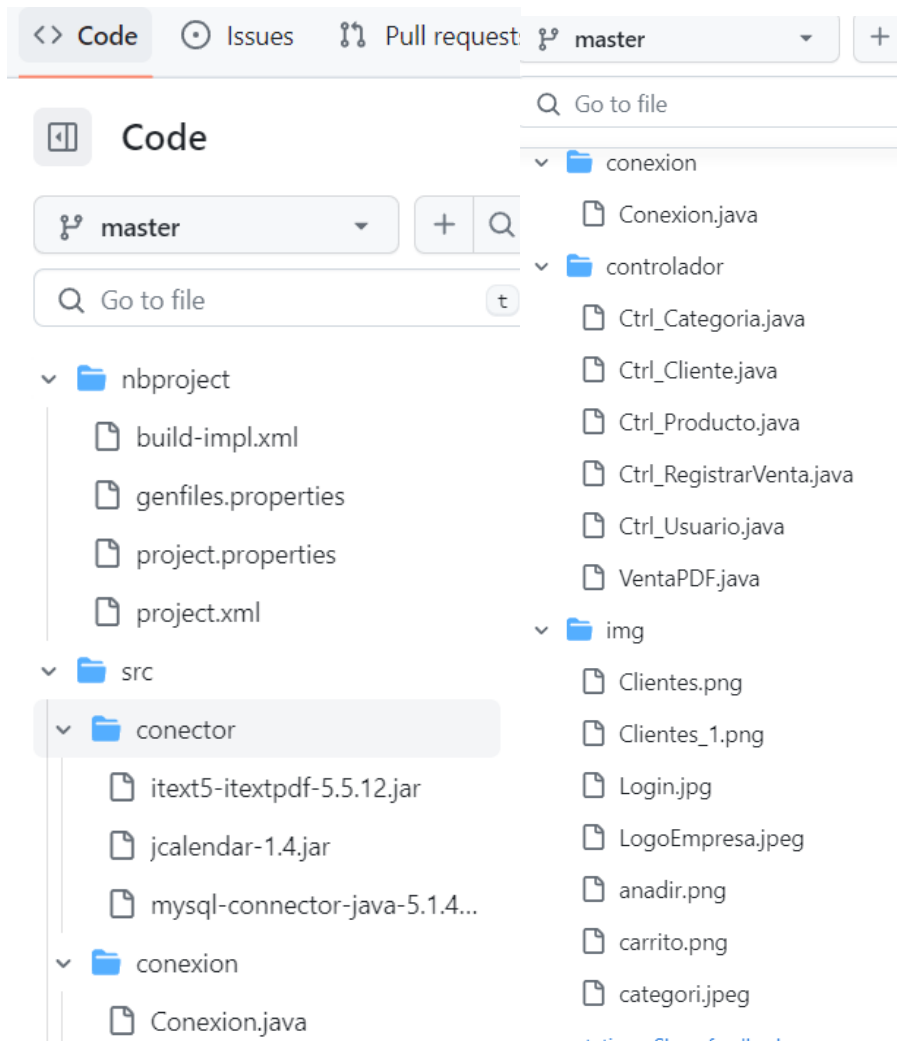 Code Issues Pull requests
Code
master
Go to file t
nbproject
build-impl.xml
genfiles.properties
project.properties
project.xml
src
conector
itext5-itextpdf-5.5.12.jar
jcalendar-1.4.jar
mysql-connector-java-5.1.4...
conexion
Conexion.java
master
Go to file
conexion
Conexion.java
controlador
Ctrl_Categoria.java
Ctrl_Cliente.java
Ctrl_Producto.java
Ctrl_RegistrarVenta.java
Ctrl_Usuario.java
VentaPDF.java
img
Clientes.png
Clientes_1.png
Login.jpg
LogoEmpresa.jpeg
anadir.png
carrito.png
categori.jpeg